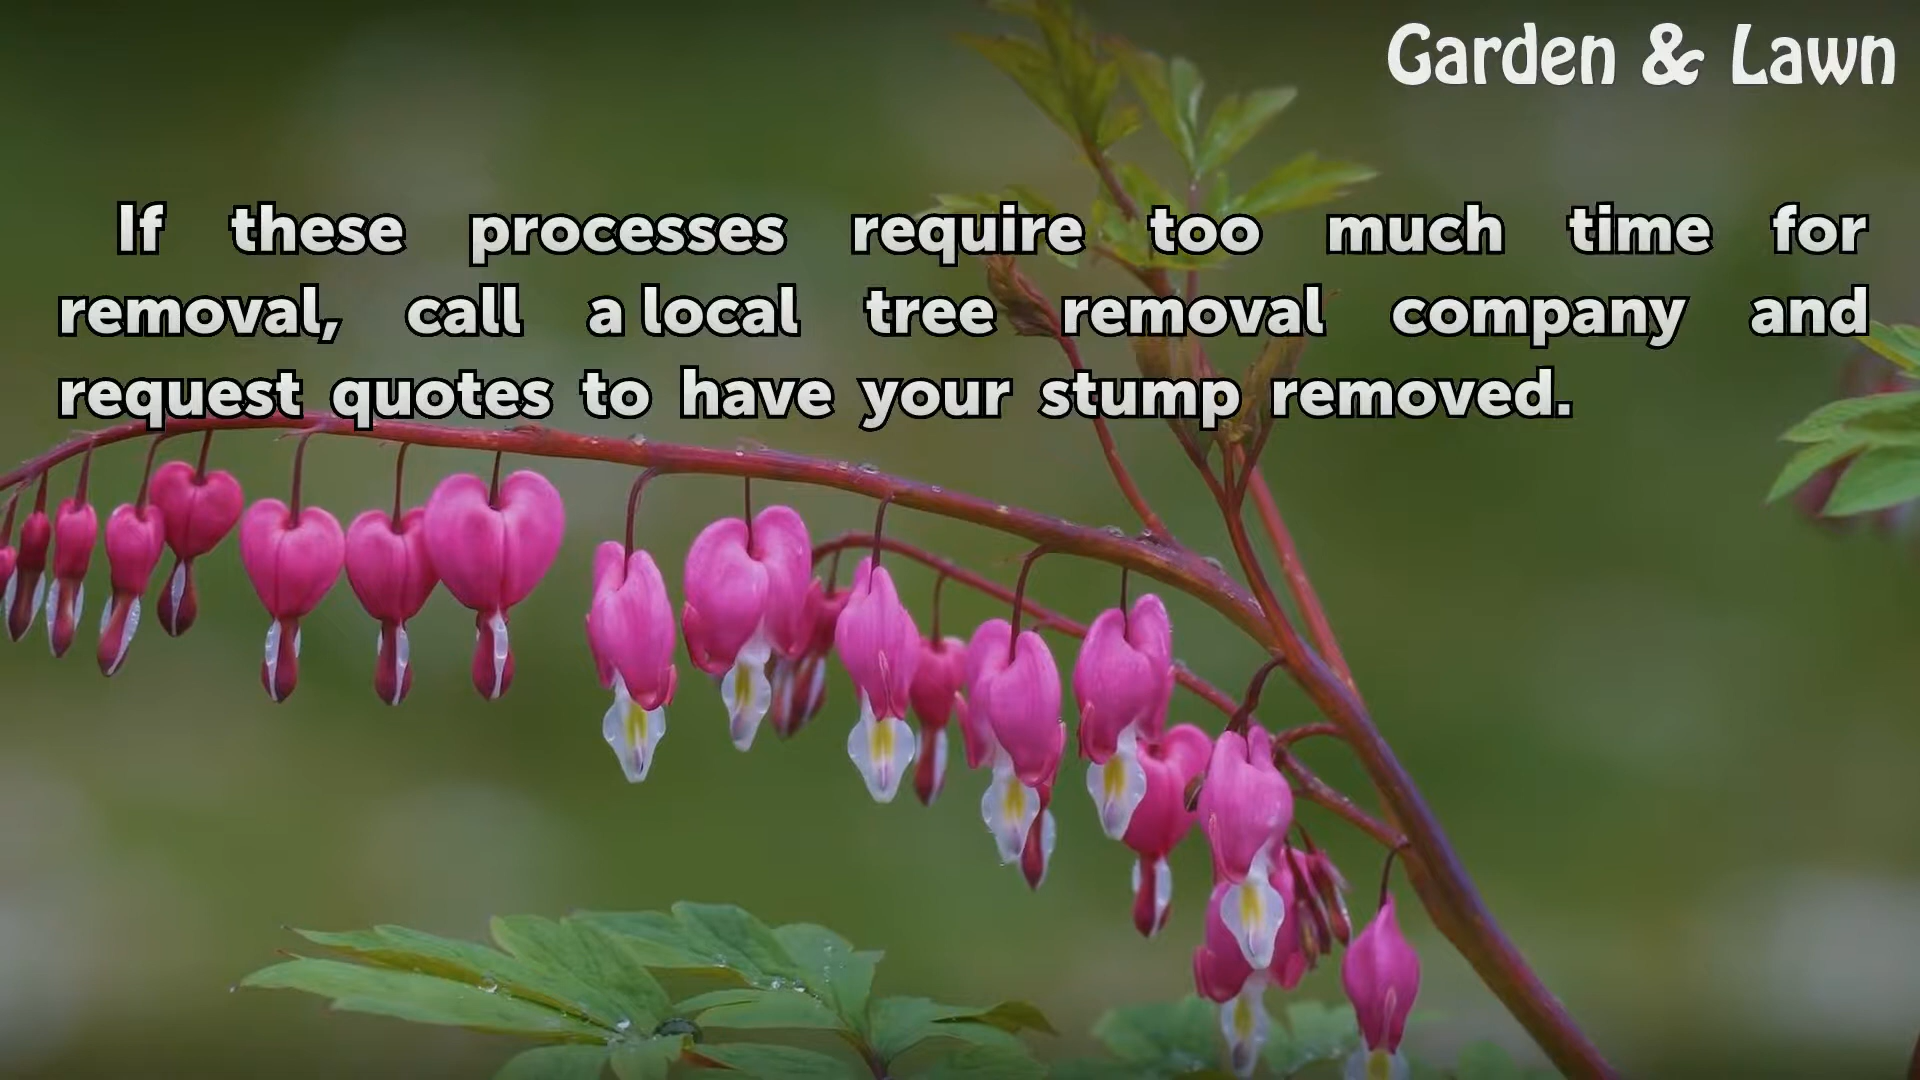 Garden & Lawn
If these processes require too much time for
removal, call a local tree removal company and
request quotes to have your stump removed.